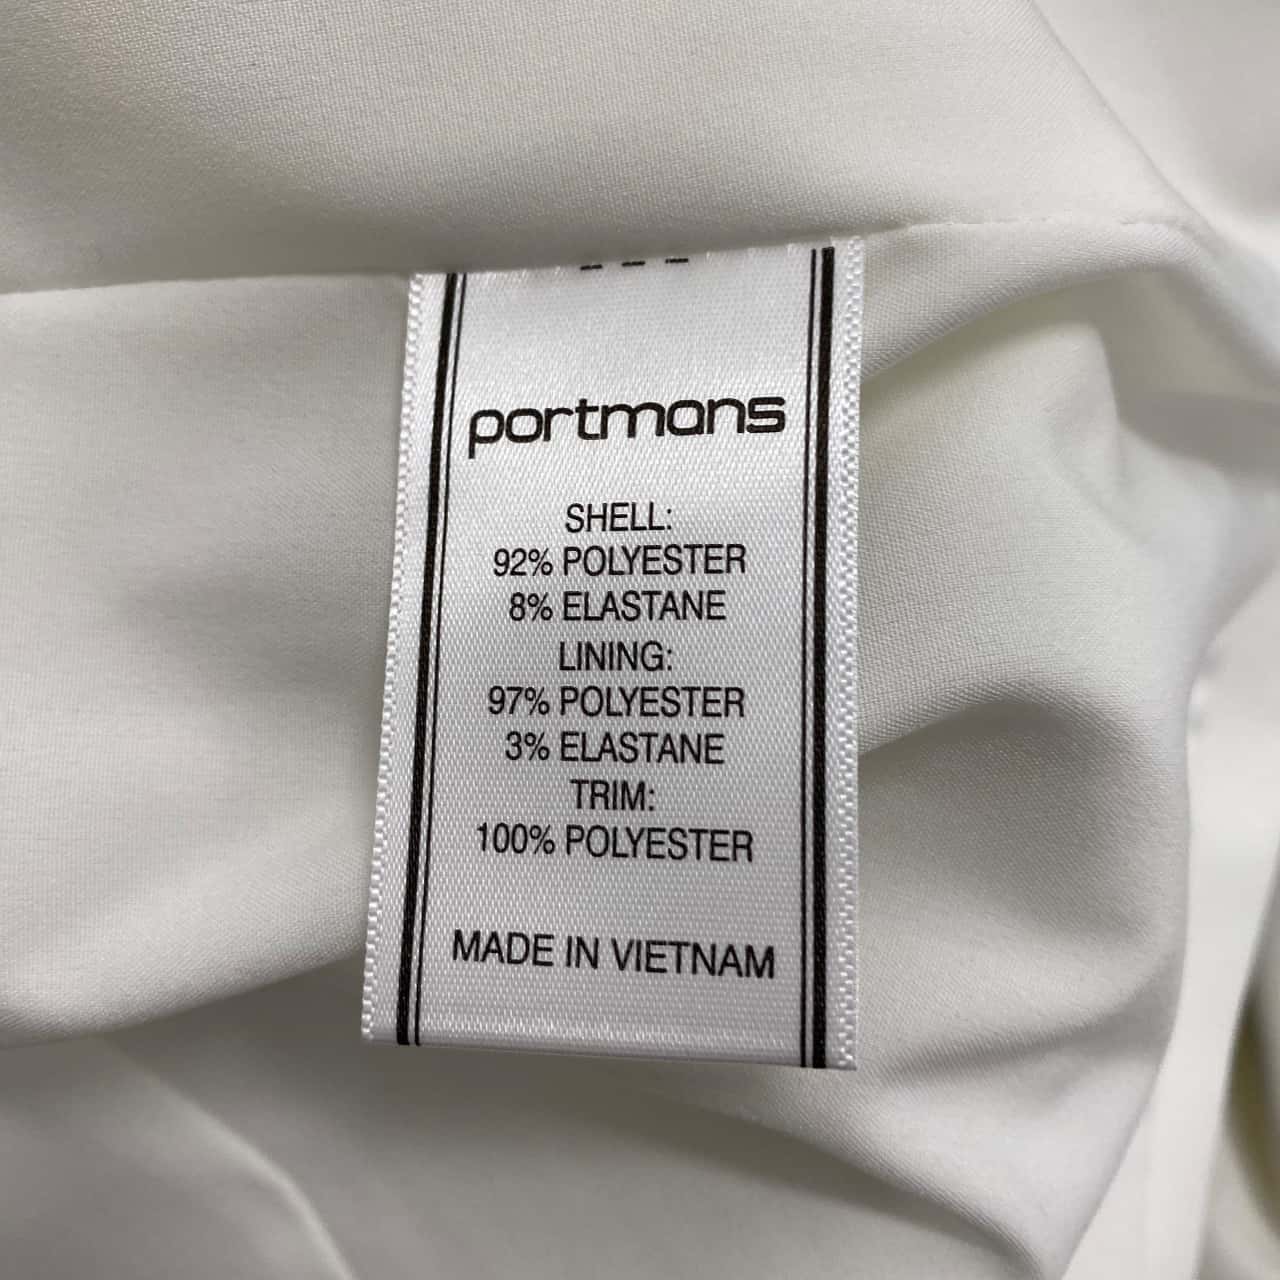 portmans
SHELL:
92% POLYESTER
8% ELASTANE
LINING:
97% POLYESTER
3% ELASTANE
TRIM:
100% POLYESTER
MADE IN VIETNAM